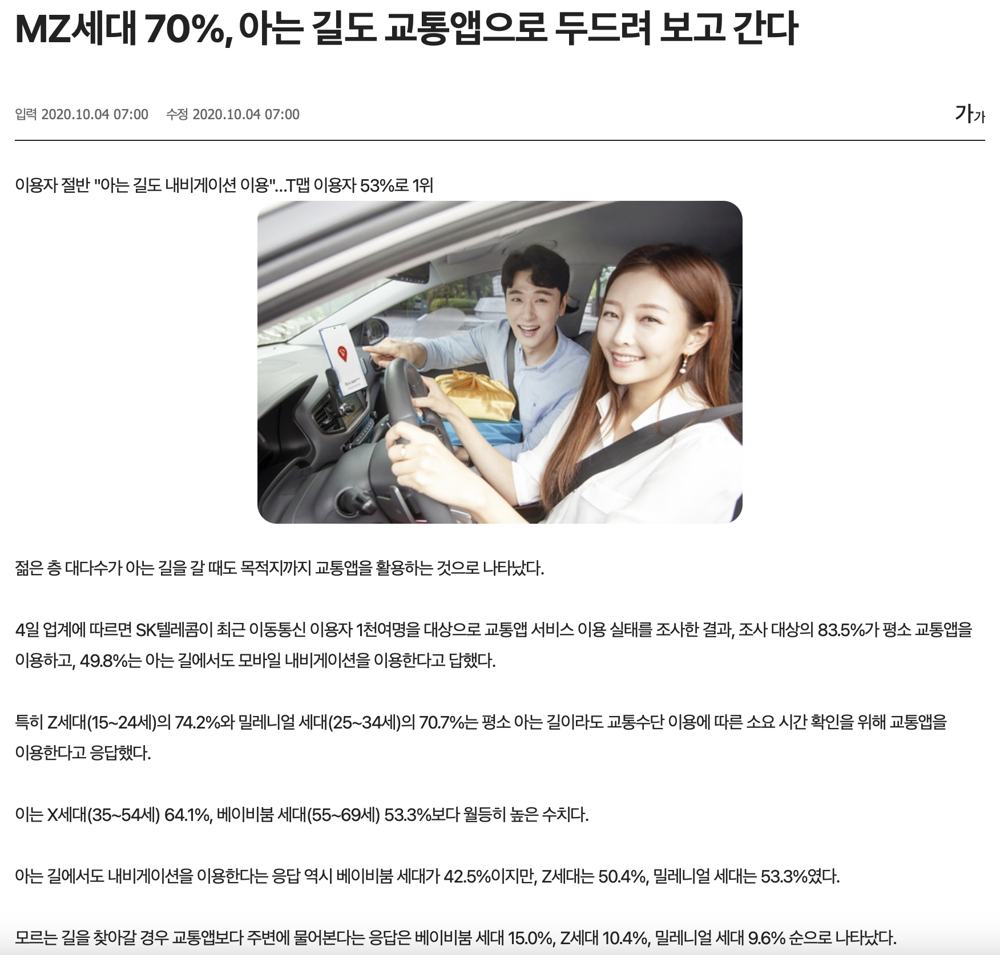 MZ세대 70%, 아는 길도 교통앱으로 두드려 보고 간다
입력 2020.10.04 07:00 수정 2020.10.04 07:00
가가
이용자 절반 "아는 길도 내비게이션 이용"...T맵 이용자 53%로 1위
젊은 층 대다수가 아는 길을 갈 때도 목적지까지 교통앱을 활용하는 것으로 나타났다.
4일 업계에 따르면 SK텔레콤이 최근 이동통신 이용자 1천여명을 대상으로 교통앱 서비스 이용 실태를 조사한 결과, 조사 대상의 83.5%가 평소 교통앱을
이용하고, 49.8%는 아는 길에서도 모바일 내비게이션을 이용한다고 답했다.
특히 Z세대(15~24세)의 74.2%와 밀레니얼 세대(25~34세)의 70.7%는 평소 아는 길이라도 교통수단 이용에 따른 소요 시간 확인을 위해 교통앱을
이용한다고 응답했다.
이는 X세대(35~54세) 64.1%, 베이비붐 세대(55~69세) 53.3%보다 월등히 높은 수치다.
아는 길에서도 내비게이션을 이용한다는 응답 역시 베이비붐 세대가 42.5%이지만, Z세대는 50.4%, 밀레니얼 세대는 53.3%였다.
모르는 길을 찾아갈 경우 교통앱보다 주변에 물어본다는 응답은 베이비붐 세대 15.0%, Z세대 10.4%, 밀레니얼 세대 9.6% 순으로 나타났다.